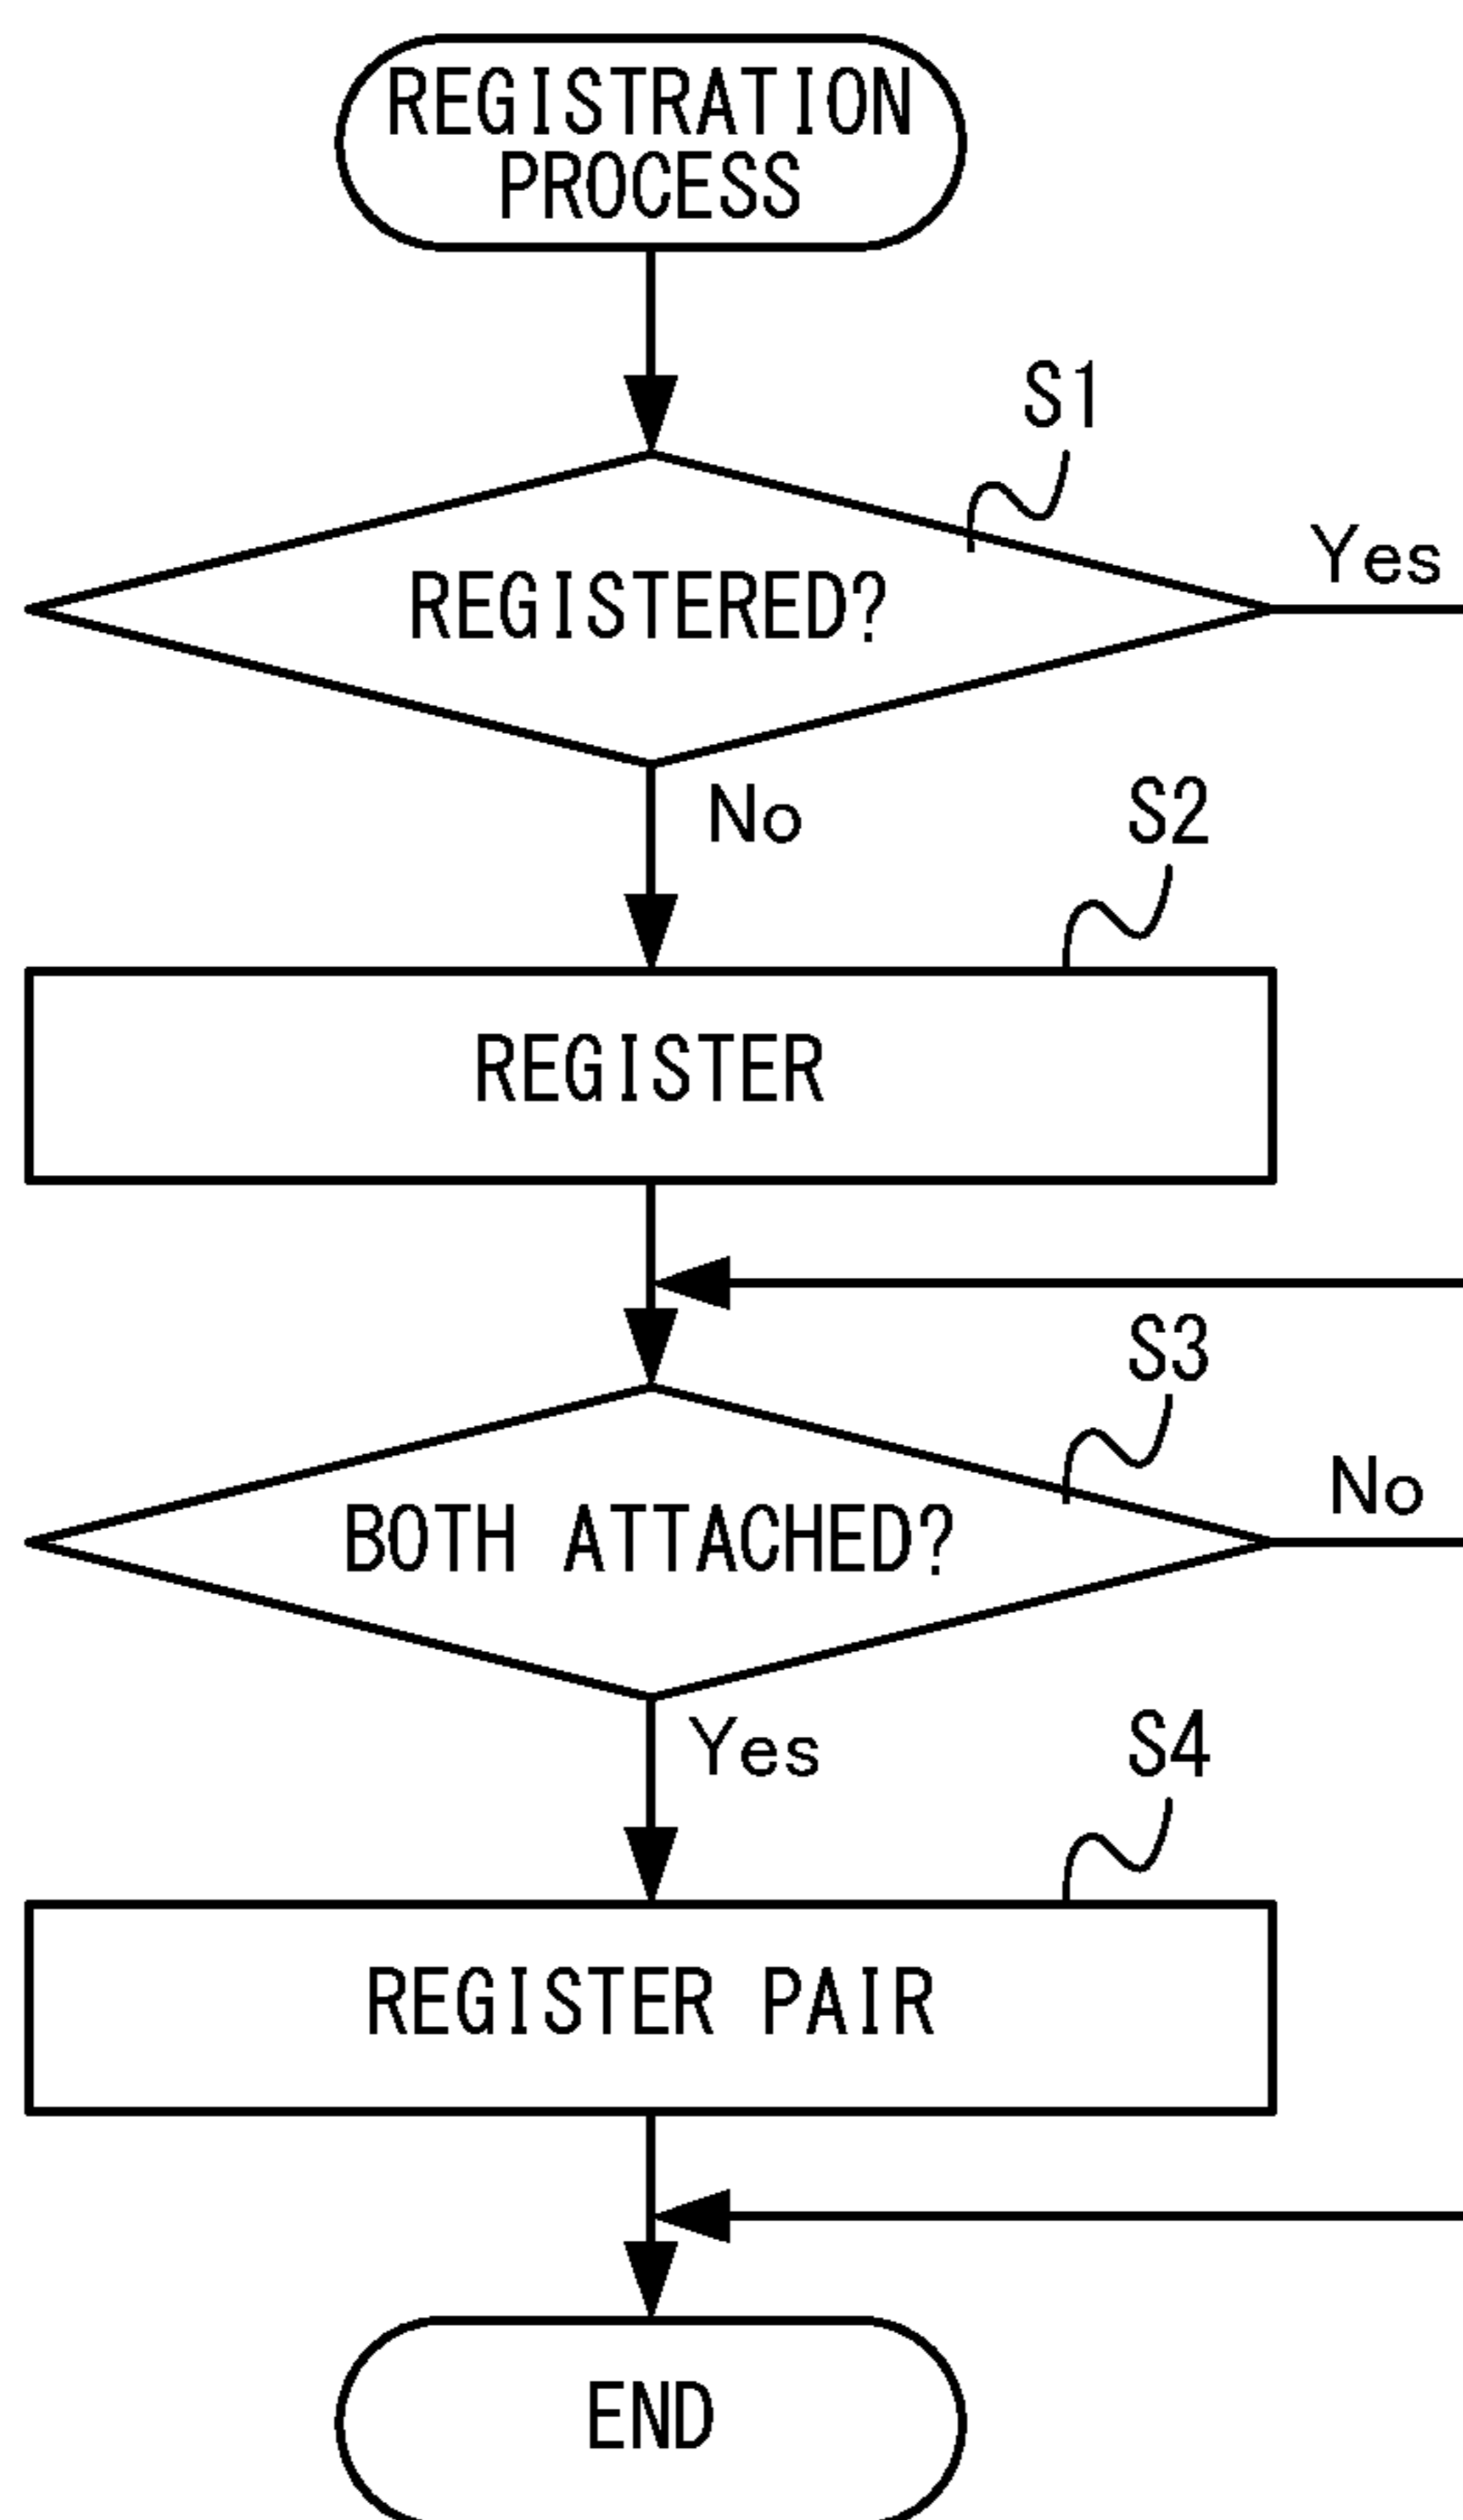 REGISTRATION
PROCESS
S1
Yes
REGISTERED?
No
S2
REGISTER
S3
No
BOTH ATTACHED?
Yes
S4
REGISTER PAIR
END